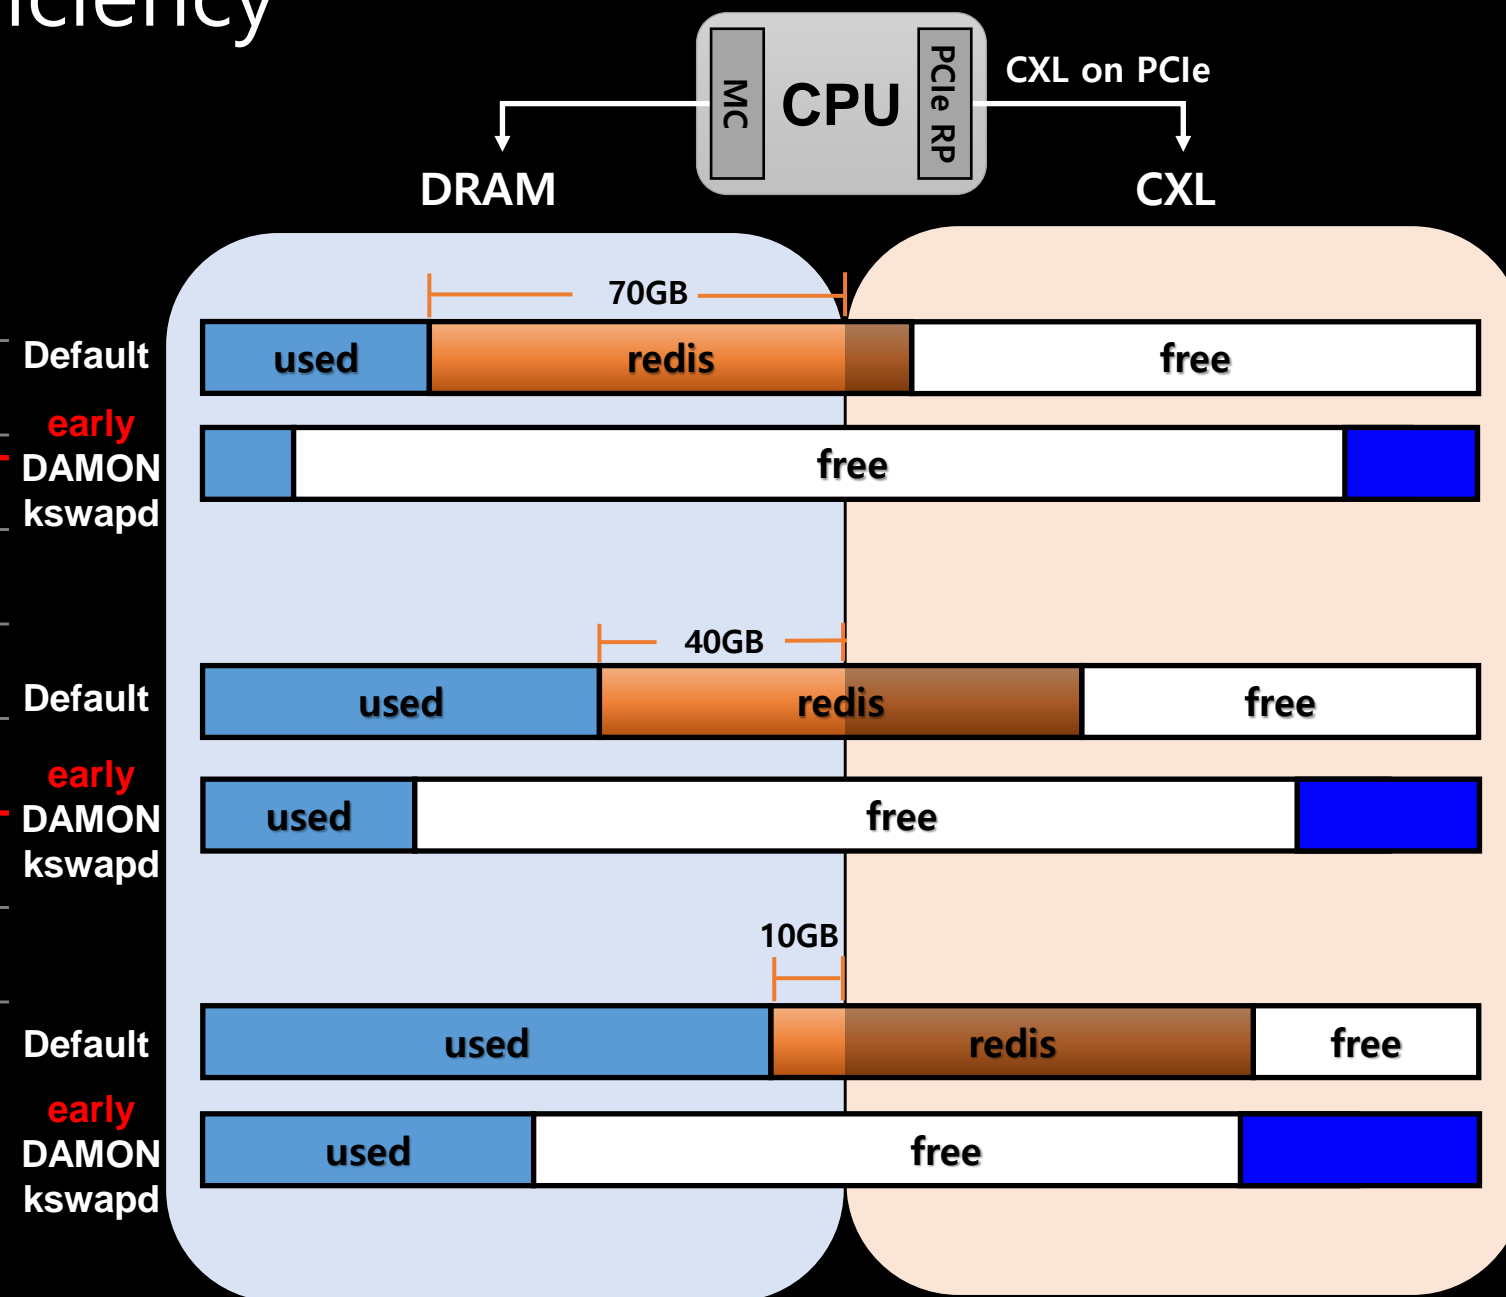 MC
CPU
PCIe RP
CXL on PCIe
DRAM
CXL
70GB
Default
used
redis
free
early
DAMON
kswapd
free
40GB
Default
used
redis
free
early
DAMON
kswapd
used
free
10GB
Default
used
redis
free
early
DAMON
kswapd
used
free